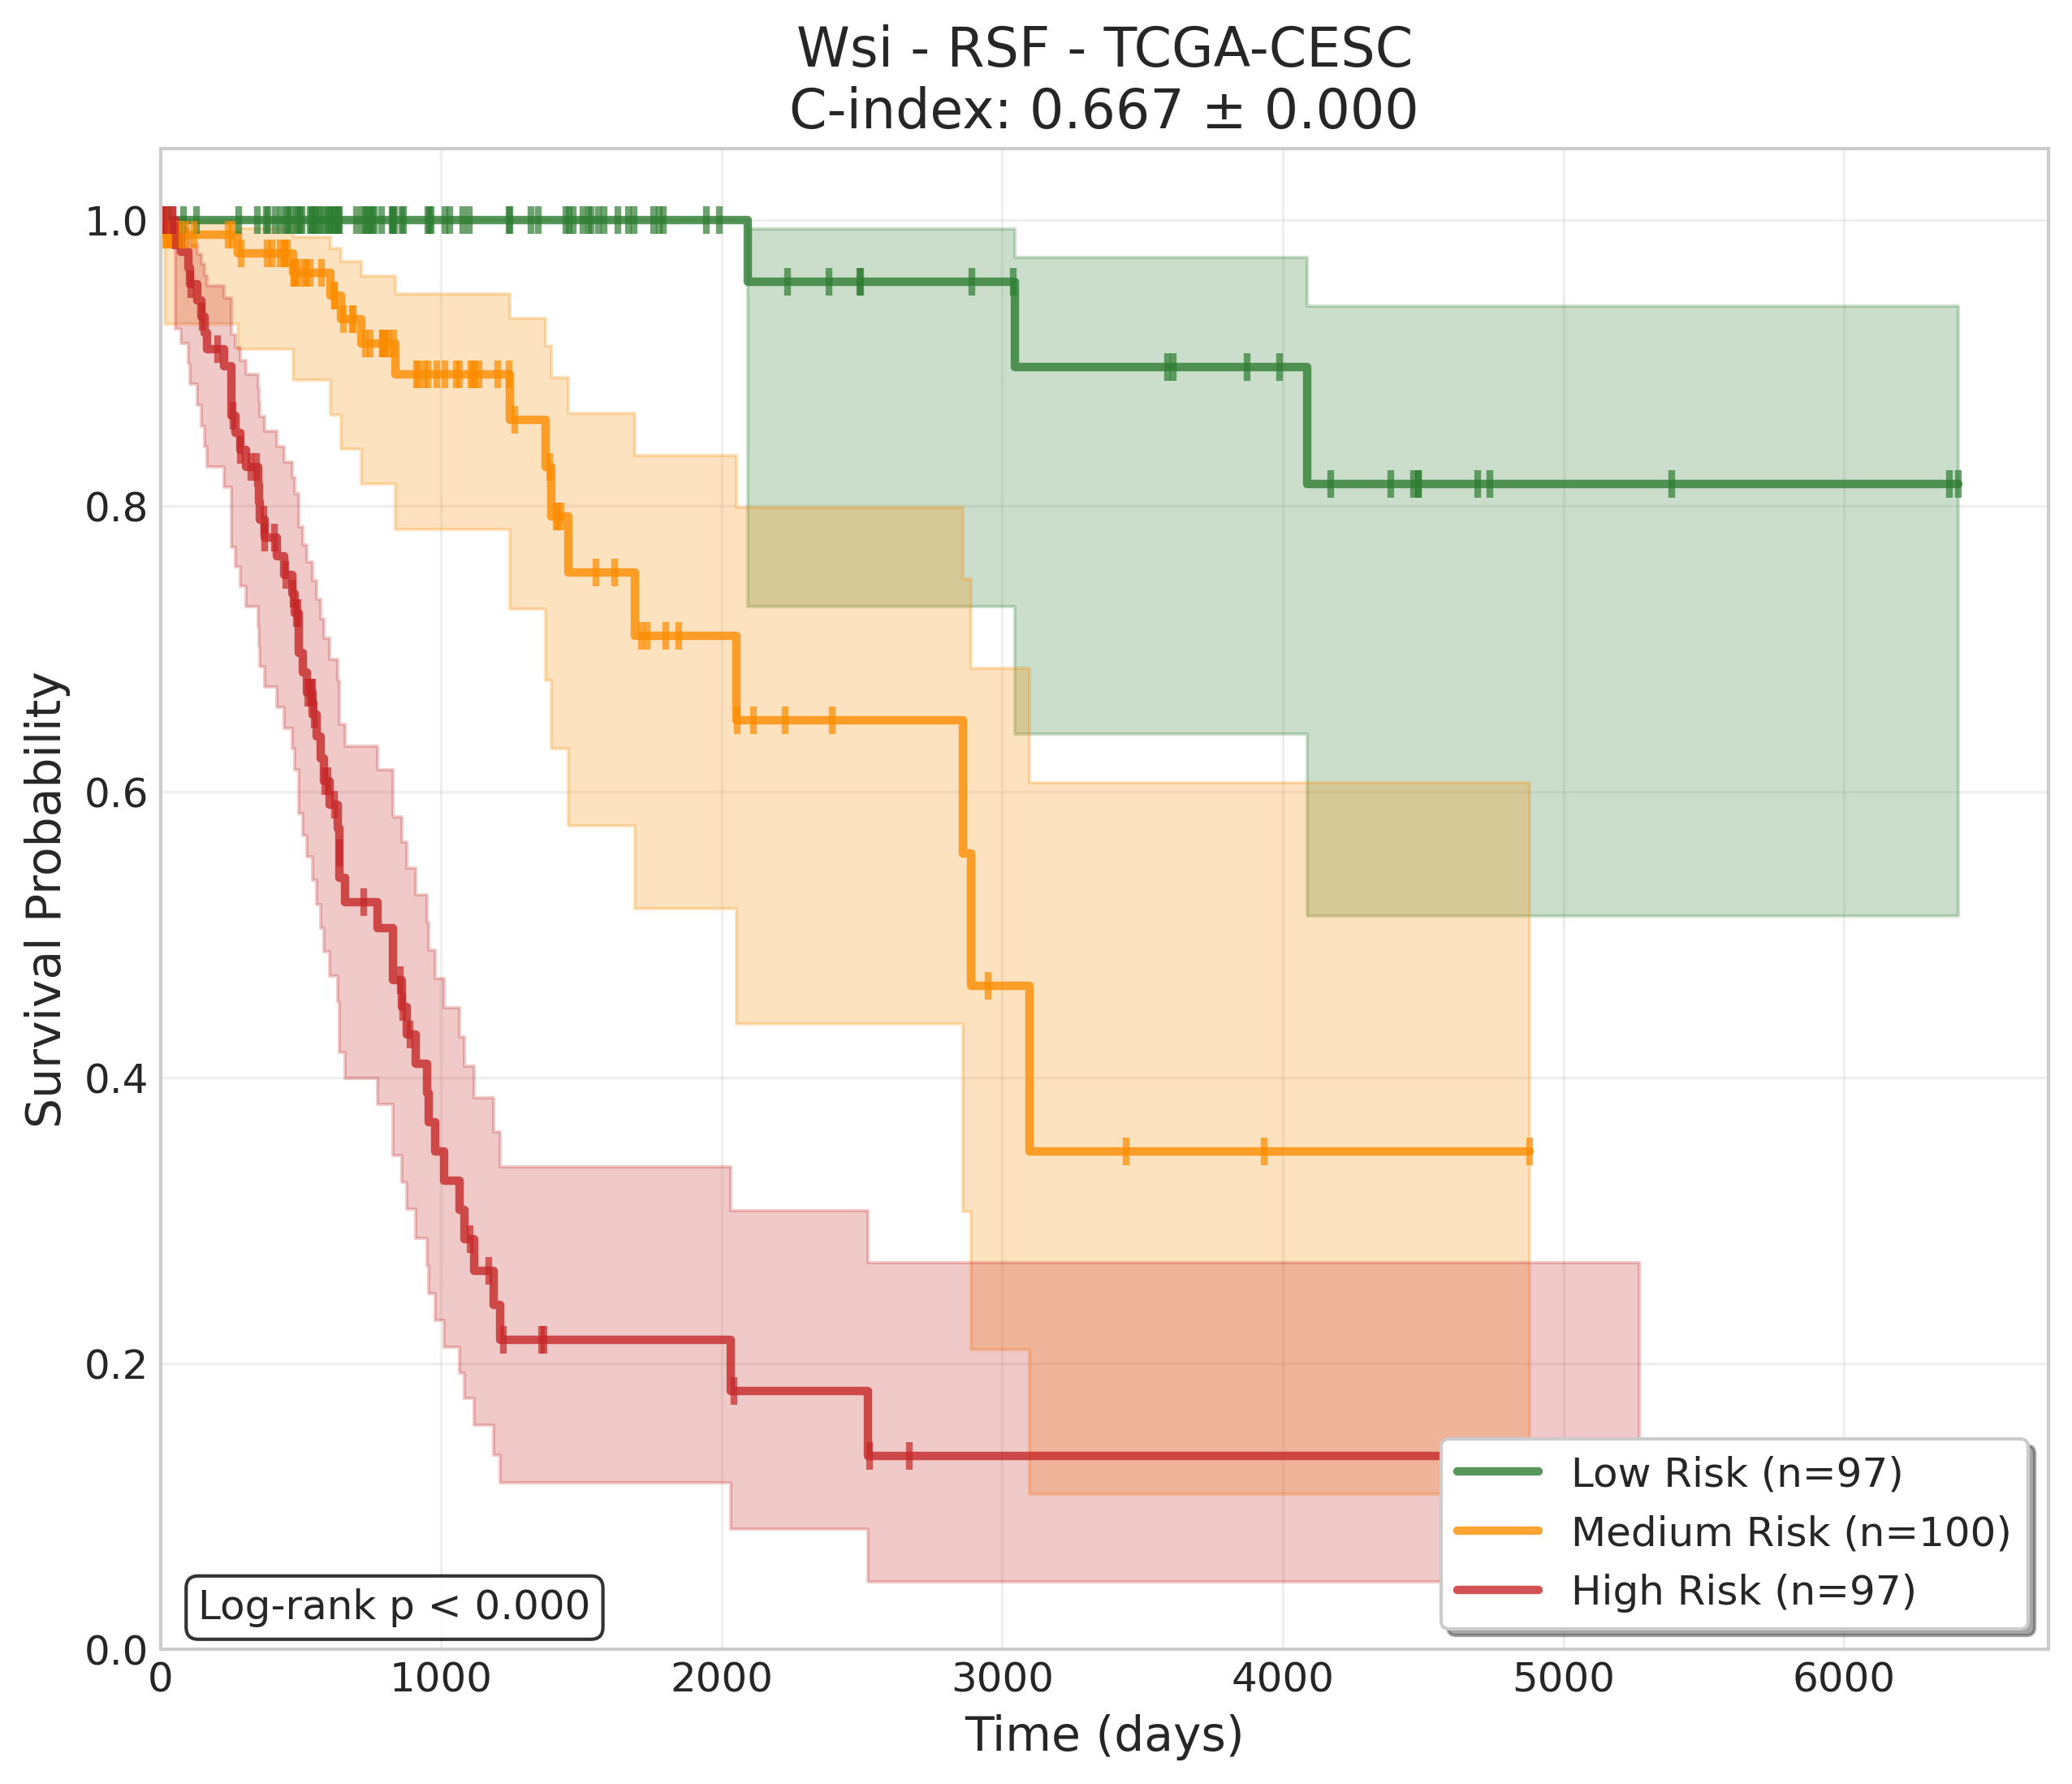 Wsi - RSF - TCGA-CESC
C-index: 0.667 ± 0.000
Survival Probability
1.0
0.8
0.6
0.4
0.2
0.0
0 1000 2000 3000 4000 5000 6000
Time (days)
Log-rank p < 0.000
Low Risk (n=97)
Medium Risk (n=100)
High Risk (n=97)